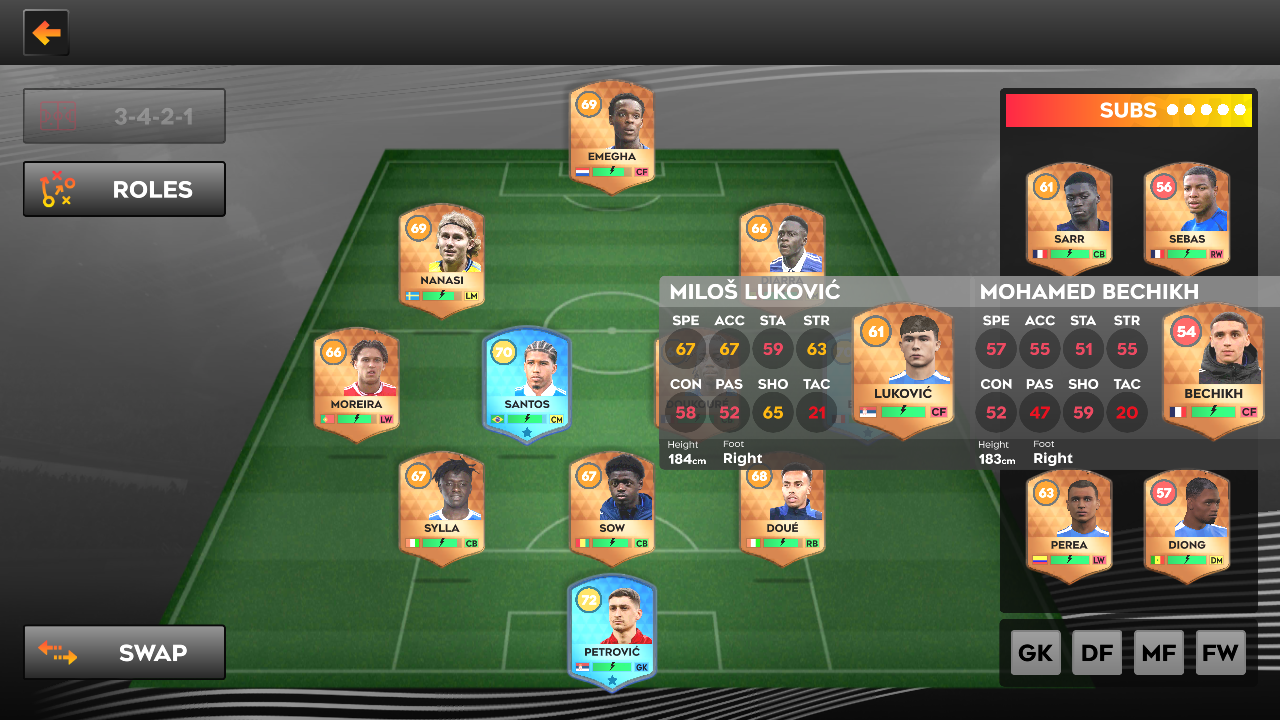 3-4-2-1
ROLES
SWAP
69
EMEGHA
CF
69
NANASI
LM
66
66
MOREIRA
LW
70
SANTOS
CM
67
SYLLA
CB
67
SOW
CB
68
DOUÉ
RB
72
PETROVIĆ
GK
SUBS
61
SARR
CB
56
SEBAS
RW
MILOŠ LUKOVIĆ
SPE ACC STA STR
67 67 59 63
CON PAS SHO TAC
58 52 65 21
Height Foot
184cm Right
61
LUKOVIĆ
CF
MOHAMED BECHIKH
SPE ACC STA STR
57 55 51 55
CON PAS SHO TAC
52 47 59 20
Height Foot
183cm Right
54
BECHIKH
CF
63
PEREA
LW
57
DIONG
DM
GK DF MF FW